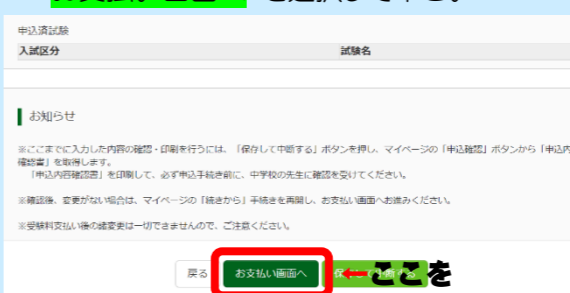 申込済試験
入試区分 試験名
お知らせ
※ここまでに入力した内容の確認・印刷を行うには、「保存して中断する」ボタンを押し、マイページの「申込確認」ボタンから「申込内
確認書」を取得します。
「申込内容確認書」を印刷して、必ず申込手続き前に、中学校の先生に確認を受けてください。
※確認後、変更がない場合は、マイページの「続きから」手続きを再開し、お支払い画面へお進みください。
※受験料支払い後の諸変更は一切できませんので、ご注意ください。
戻る お支払い画面へ ←ここを